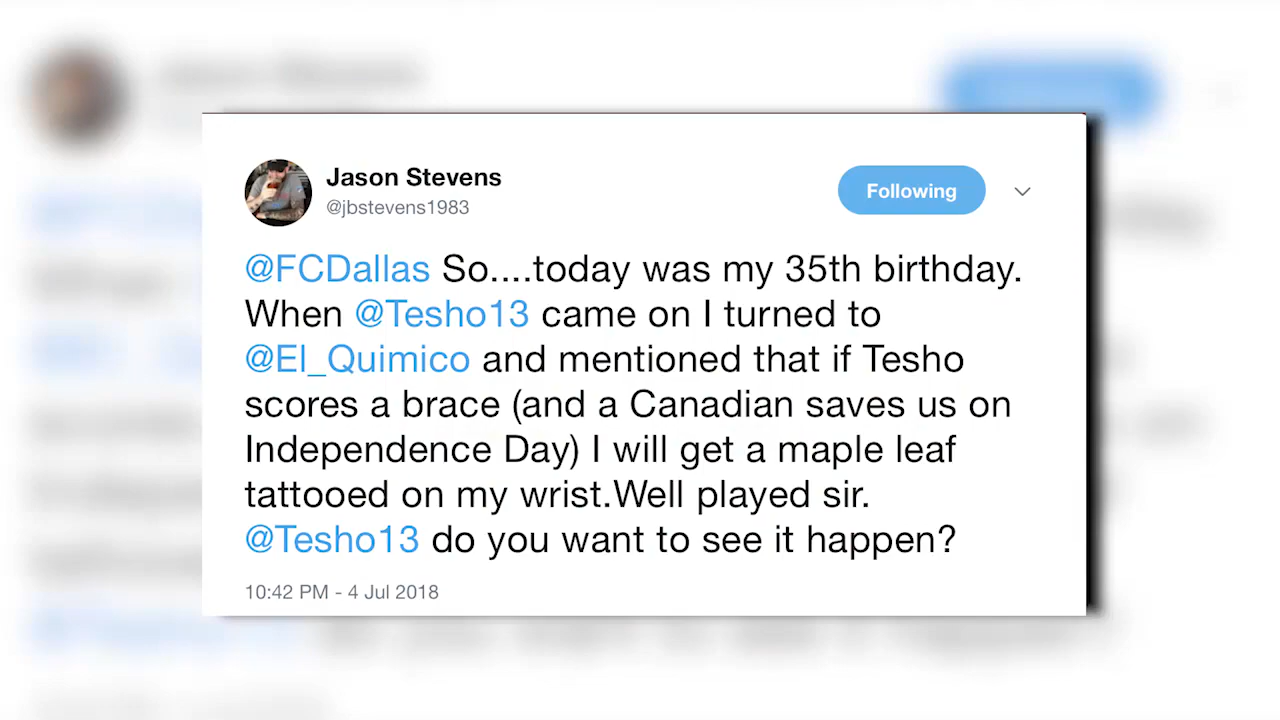 Jason Stevens
@jbstevens1983
Following
@FCDallas So....today was my 35th birthday.
When @Tesho13 came on I turned to
@El_Quimico and mentioned that if Tesho
scores a brace (and a Canadian saves us on
Independence Day) I will get a maple leaf
tattooed on my wrist.Well played sir.
@Tesho13 do you want to see it happen?
10:42 PM - 4 Jul 2018